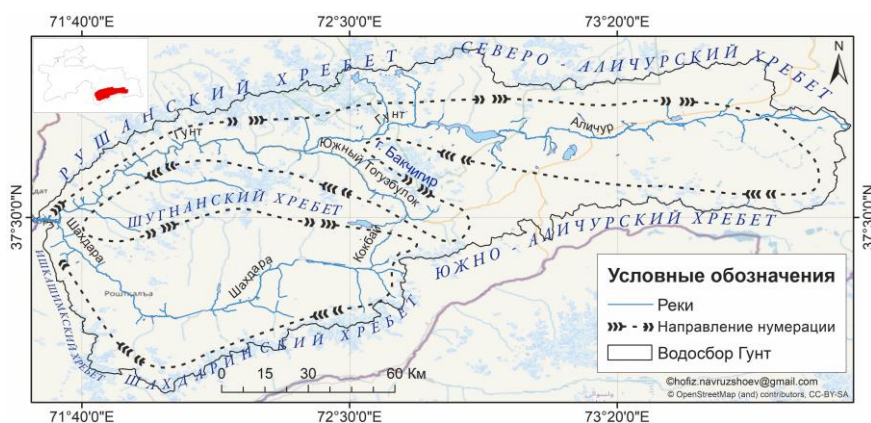 71°40'0"E 72°30'0"E 73°20'0"E
N
СЕВЕРО - АЛИЧУРСКИЙ ХРЕБЕТ
РУШАНСКИЙ ХРЕБЕТ
Гунт
Гунт
Аличур
Южный Тогузбулок
г. Бакчигир
37°30'0"N
37°30'0"N
ШУГНАНСКИЙ ХРЕБЕТ
Шахдара
Кокбай
ЮЖНО - АЛИЧУРСКИЙ ХРЕБЕТ
ИШКАШИМСКИЙ ХРЕБЕТ
Рошткалъа
Шахдара
ШАХДАРИНСКИЙ ХРЕБЕТ
0 15 30 60 Км
Условные обозначения
Реки
Направление нумерации
Водосбор Гунт
©hofiz.navruzshoev@gmail.com
© OpenStreetMap (and) contributors, CC-BY-SA
71°40'0"E 72°30'0"E 73°20'0"E